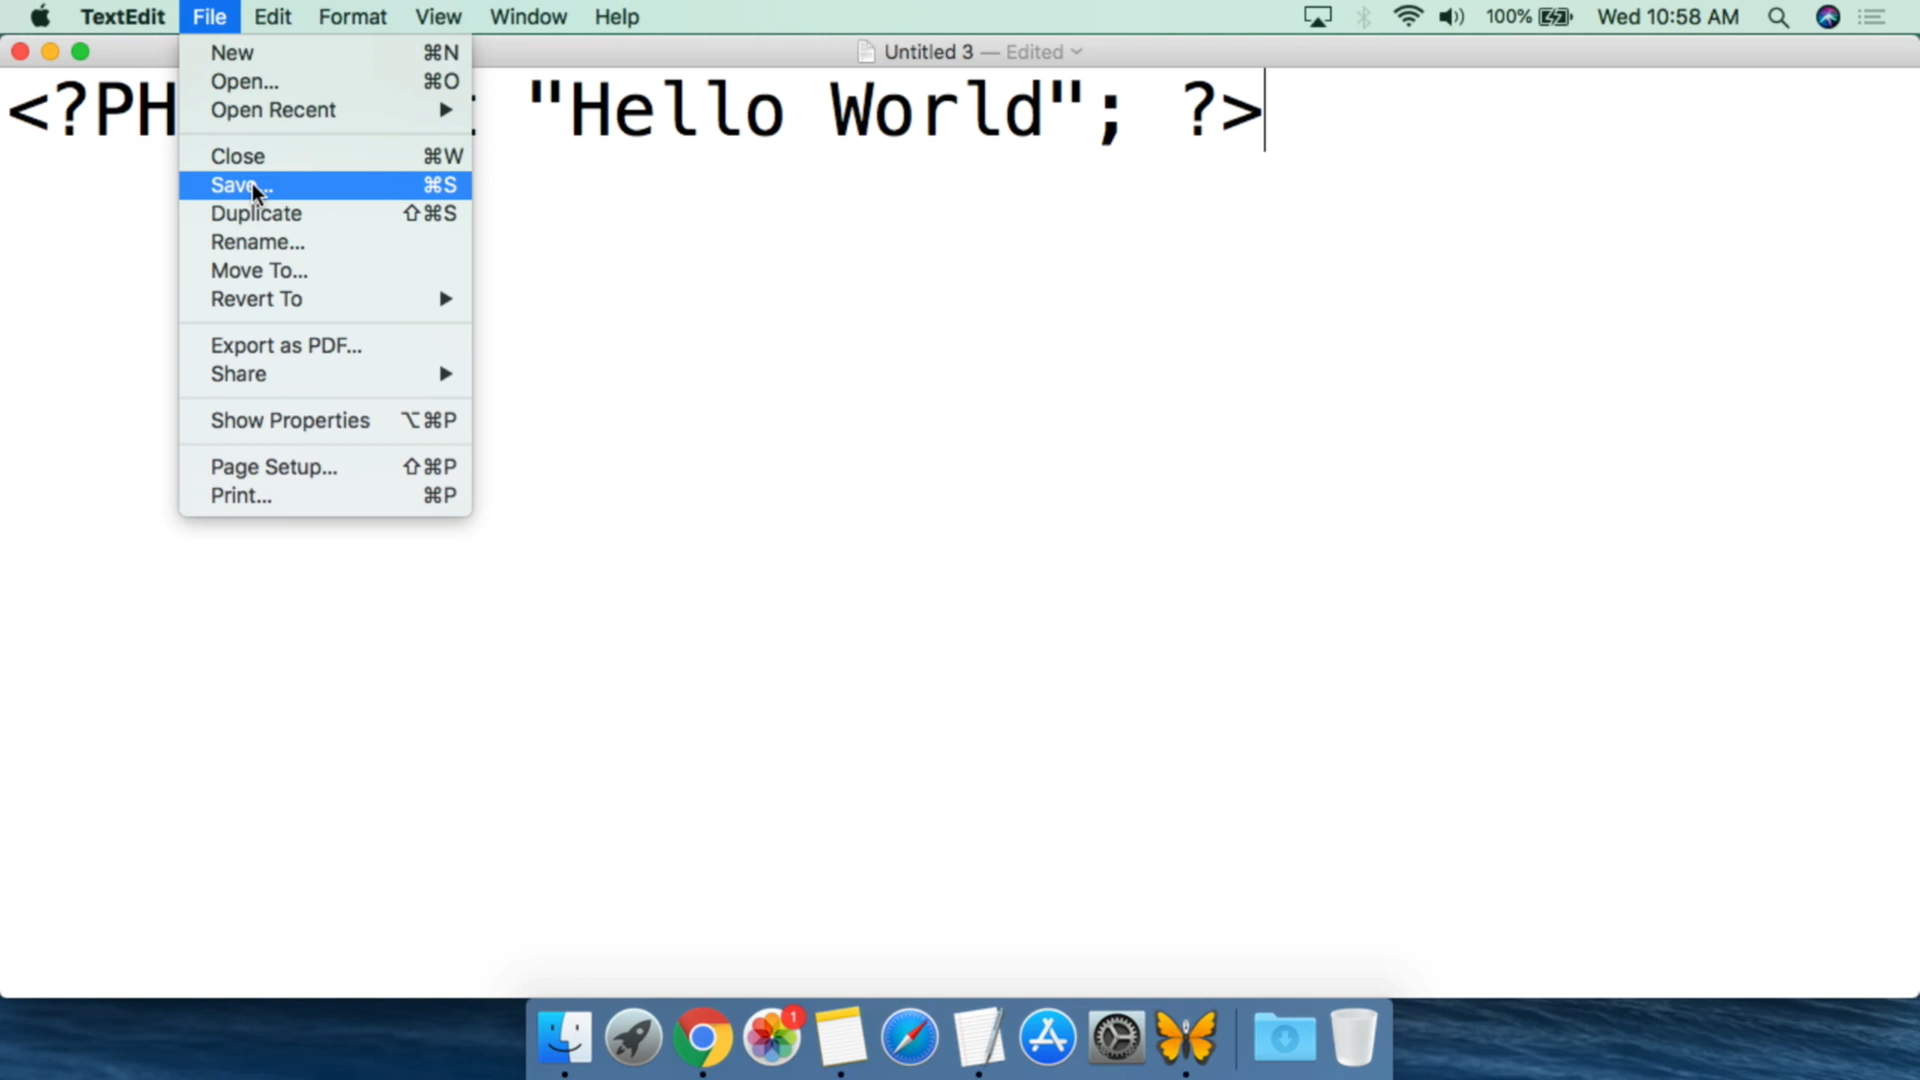 TextEdit File Edit Format View Window Help 100% Wed 10:58 AM
Untitled 3 — Edited
<?PH "Hello World"; ?>
New ⌘N
Open... ⌘O
Open Recent ▶
Close ⌘W
Save... ⌘S
Duplicate ⇧⌘S
Rename...
Move To...
Revert To ▶
Export as PDF...
Share ▶
Show Properties ⌥⌘P
Page Setup... ⇧⌘P
Print... ⌘P
1